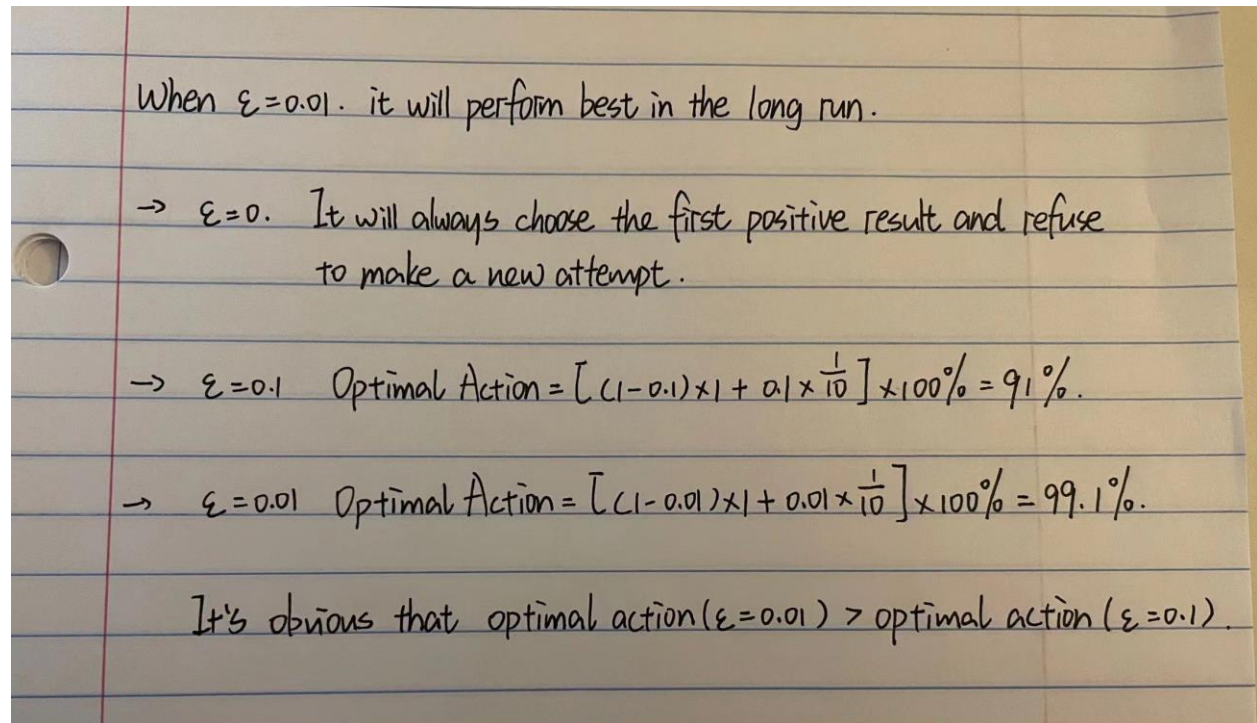 When ε=0.01. it will perform best in the long run.
→ ε=0. It will always choose the first positive result and refuse
to make a new attempt.
→ ε=0.1 Optimal Action = [(1-0.1)×1 + 0.1 × 1/10] ×100% = 91%.
→ ε=0.01 Optimal Action = [(1-0.01)×1 + 0.01 × 1/10] ×100% = 99.1%.
It's obvious that optimal action (ε=0.01) > optimal action (ε=0.1).